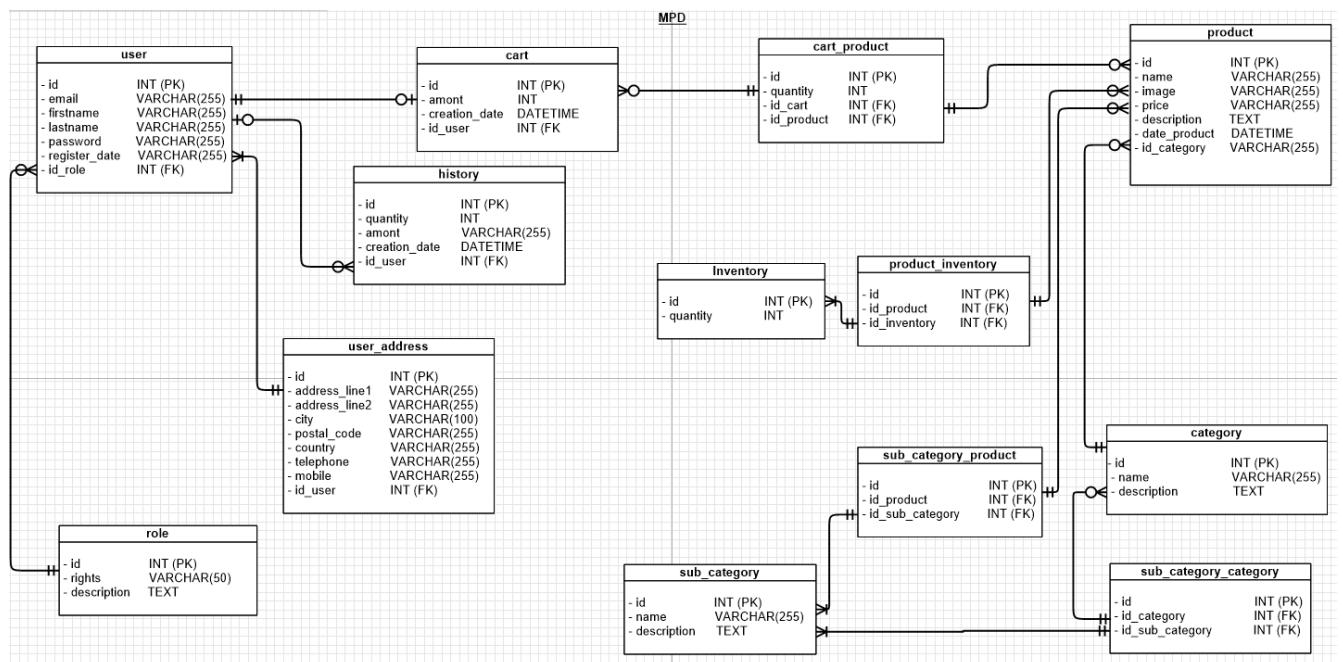 MPD
user
- id INT (PK)
- email VARCHAR(255)
- firstname VARCHAR(255)
- lastname VARCHAR(255)
- password VARCHAR(255)
- register_date VARCHAR(255)
- id_role INT (FK)
cart
- id INT (PK)
- amont INT
- creation_date DATETIME
- id_user INT (FK
cart_product
- id INT (PK)
- quantity INT
- id_cart INT (FK)
- id_product INT (FK)
product
- id INT (PK)
- name VARCHAR(255)
- image VARCHAR(255)
- price VARCHAR(255)
- description TEXT
- date_product DATETIME
- id_category VARCHAR(255)
history
- id INT (PK)
- quantity INT
- amont VARCHAR(255)
- creation_date DATETIME
- id_user INT (FK)
Inventory
- id INT (PK)
- quantity INT
product_inventory
- id INT (PK)
- id_product INT (FK)
- id_inventory INT (FK)
user_address
- id INT (PK)
- address_line1 VARCHAR(255)
- address_line2 VARCHAR(255)
- city VARCHAR(100)
- postal_code VARCHAR(255)
- country VARCHAR(255)
- telephone VARCHAR(255)
- mobile VARCHAR(255)
- id_user INT (FK)
sub_category_product
- id INT (PK)
- id_product INT (FK)
- id_sub_category INT (FK)
category
- id INT (PK)
- name VARCHAR(255)
- description TEXT
role
- id INT (PK)
- rights VARCHAR(50)
- description TEXT
sub_category
- id INT (PK)
- name VARCHAR(255)
- description TEXT
sub_category_category
- id INT (PK)
- id_category INT (FK)
- id_sub_category INT (FK)